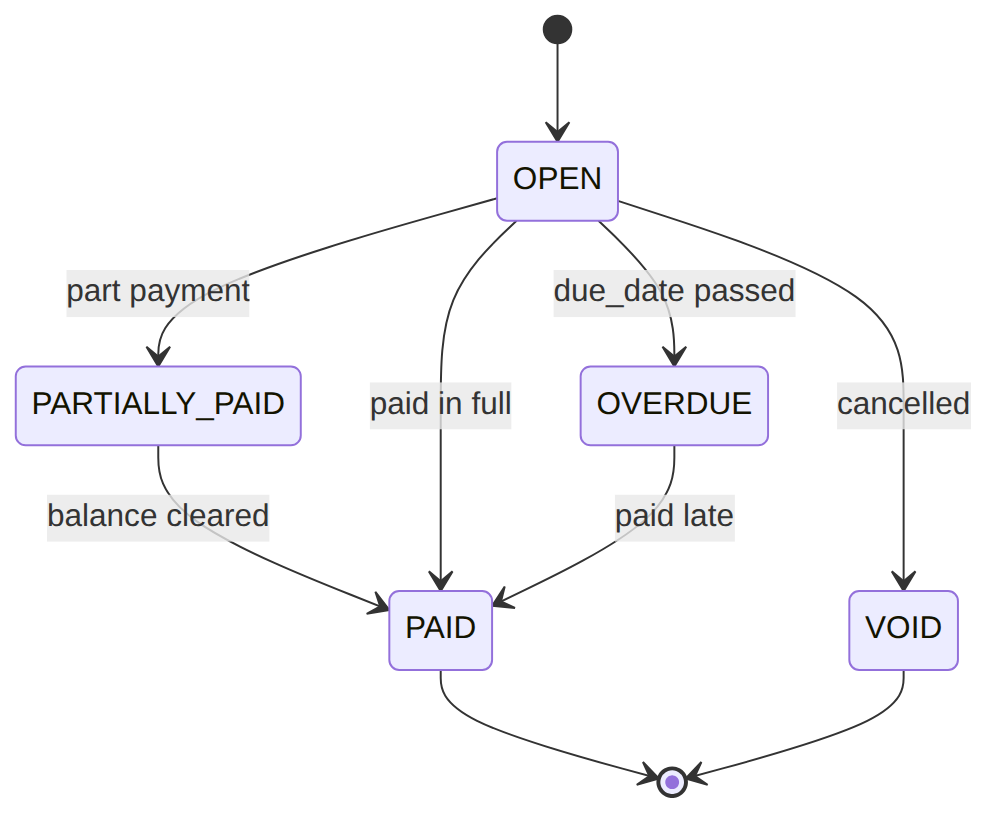 OPEN
part payment
due_date passed
PARTIALLY_PAID
paid in full
OVERDUE
cancelled
balance cleared
paid late
PAID
VOID